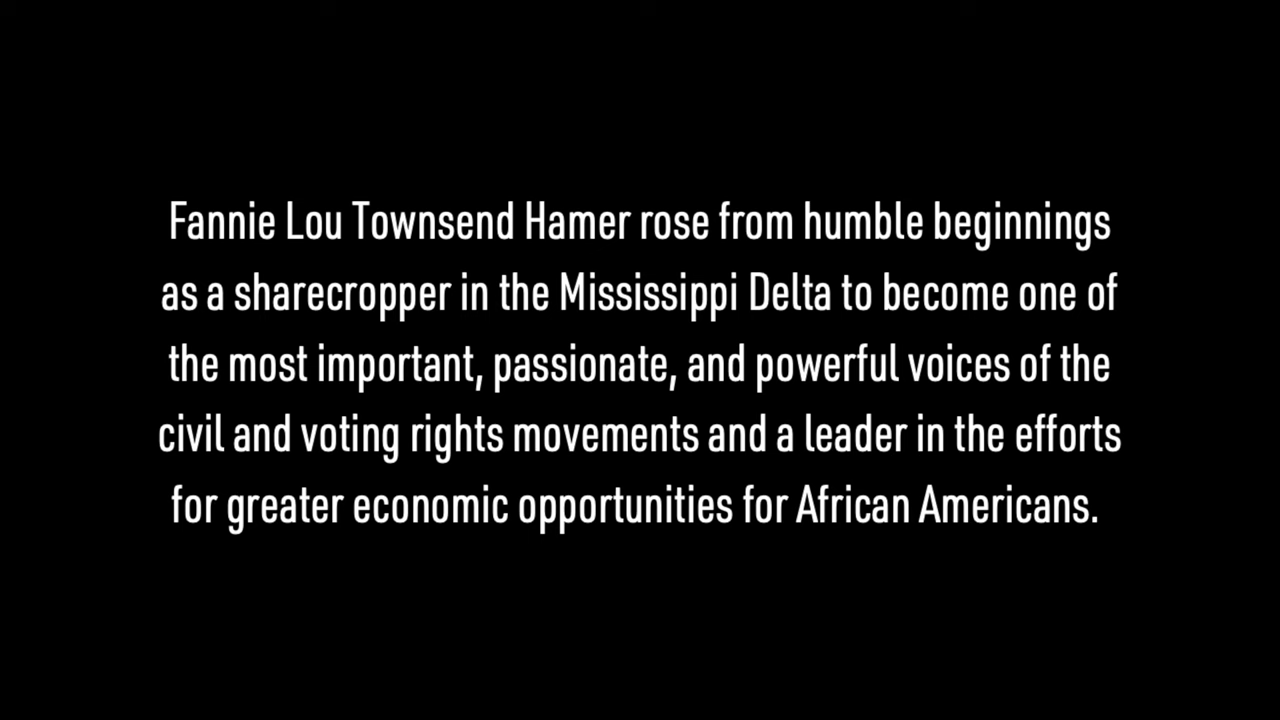 Fannie Lou Townsend Hamer rose from humble beginnings
as a sharecropper in the Mississippi Delta to become one of
the most important, passionate, and powerful voices of the
civil and voting rights movements and a leader in the efforts
for greater economic opportunities for African Americans.